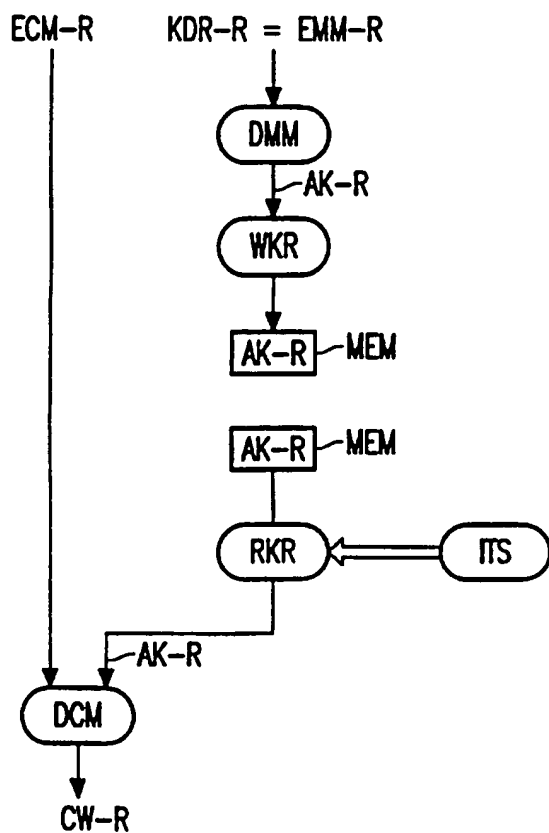 ECM-R KDR-R = EMM-R
DMM
AK-R
WKR
AK-R MEM
AK-R MEM
RKR ITS
AK-R
DCM
CW-R